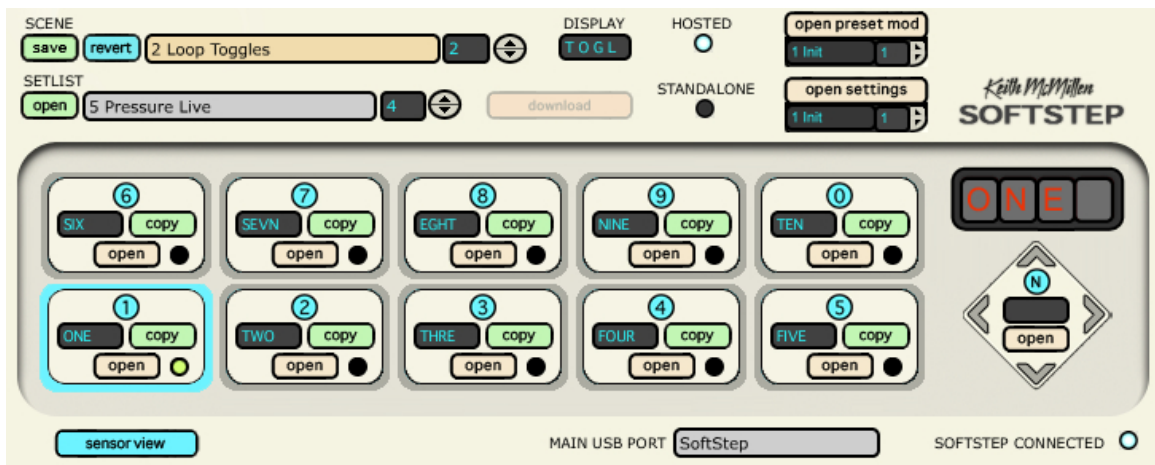 SCENE DISPLAY HOSTED open preset mod
save revert 2 Loop Toggles 2 TOGL 1 Init 1
SETLIST STANDALONE open settings
open 5 Pressure Live 4 download 1 Init 1
Keith McMillen
SOFTSTEP
6 7 8 9 0
SIX copy SEVN copy EGHT copy NINE copy TEN copy
open open open open open
ONE
1 2 3 4 5 N
ONE copy TWO copy THRE copy FOUR copy FIVE copy
open open open open open open
sensor view MAIN USB PORT SoftStep SOFTSTEP CONNECTED